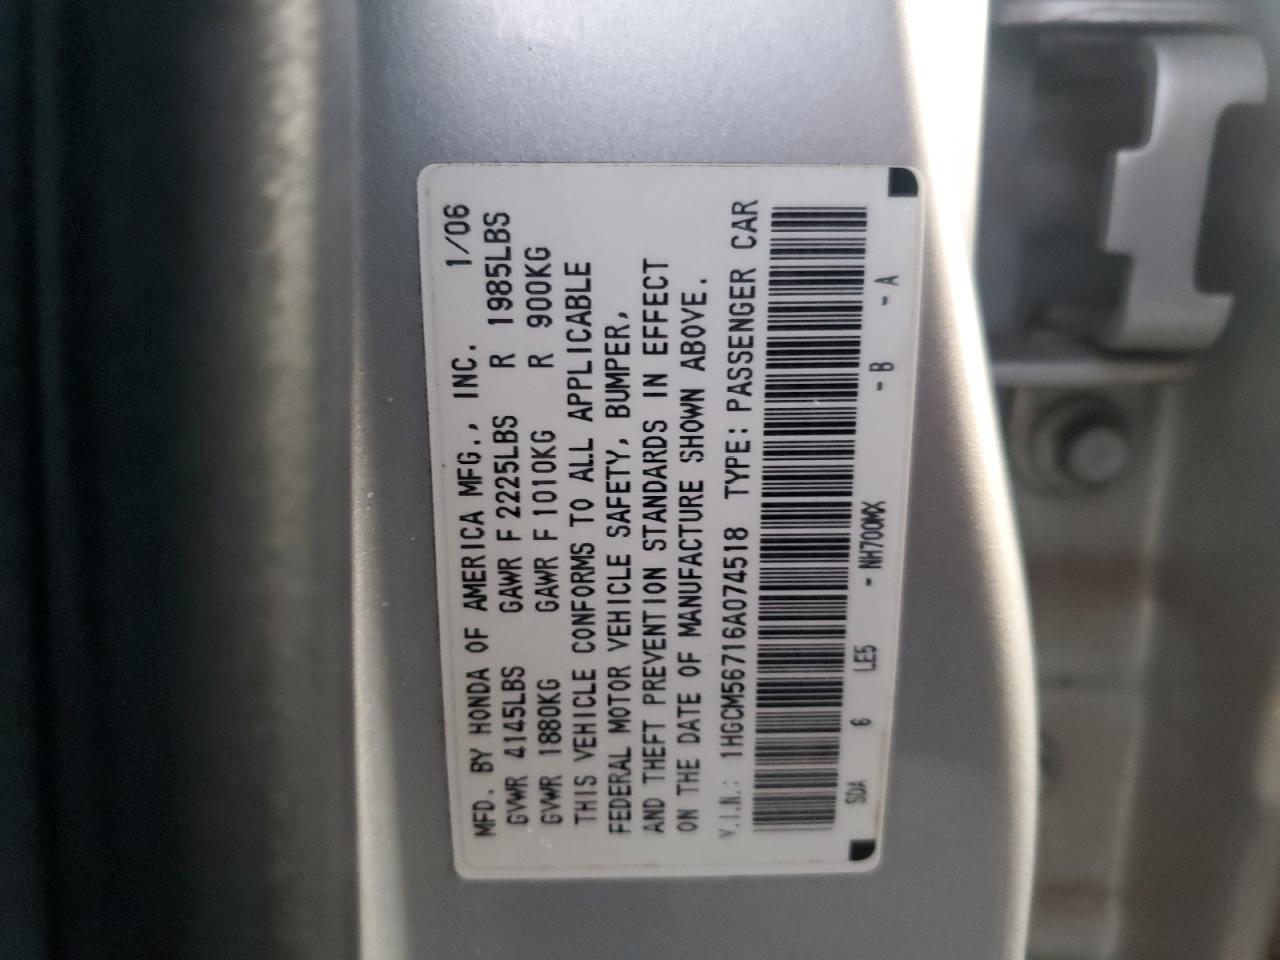 MFD. BY HONDA OF AMERICA MFG., INC. 1/06
GVWR 4145LBS GAWR F 2225LBS R 1985LBS
GVWR 1880KG GAWR F 1010KG R 900KG
THIS VEHICLE CONFORMS TO ALL APPLICABLE
FEDERAL MOTOR VEHICLE SAFETY, BUMPER,
AND THEFT PREVENTION STANDARDS IN EFFECT
ON THE DATE OF MANUFACTURE SHOWN ABOVE.
V.I.N.: 1HGCM56716A074518 TYPE: PASSENGER CAR
SDA 6 LE5 - NH700MX - B - A